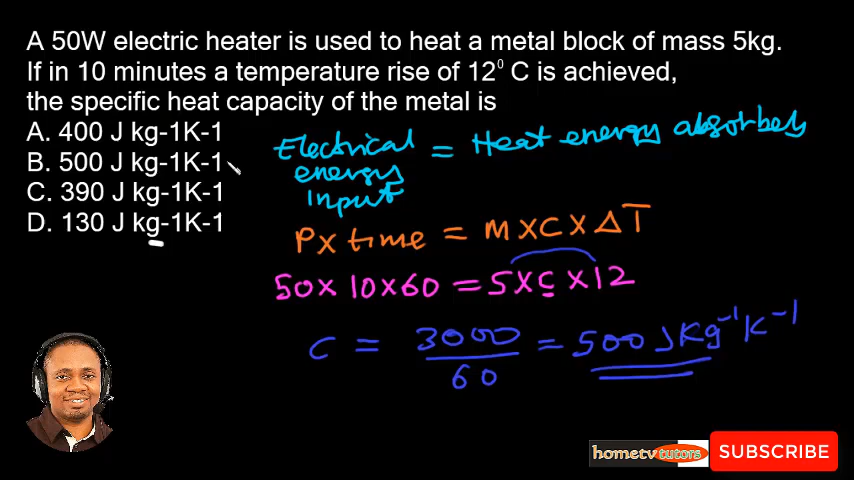 A 50W electric heater is used to heat a metal block of mass 5kg.
If in 10 minutes a temperature rise of 12⁰ C is achieved,
the specific heat capacity of the metal is
A. 400 J kg-1K-1
B. 500 J kg-1K-1
C. 390 J kg-1K-1
D. 130 J kg-1K-1
Electrical energy input = Heat energy absorbed
P x time = M x C x ΔT
50 x 10 x 60 = 5 x c x 12
c = 3000/60 = 500 J Kg⁻¹ K⁻¹
hometvtutors
SUBSCRIBE